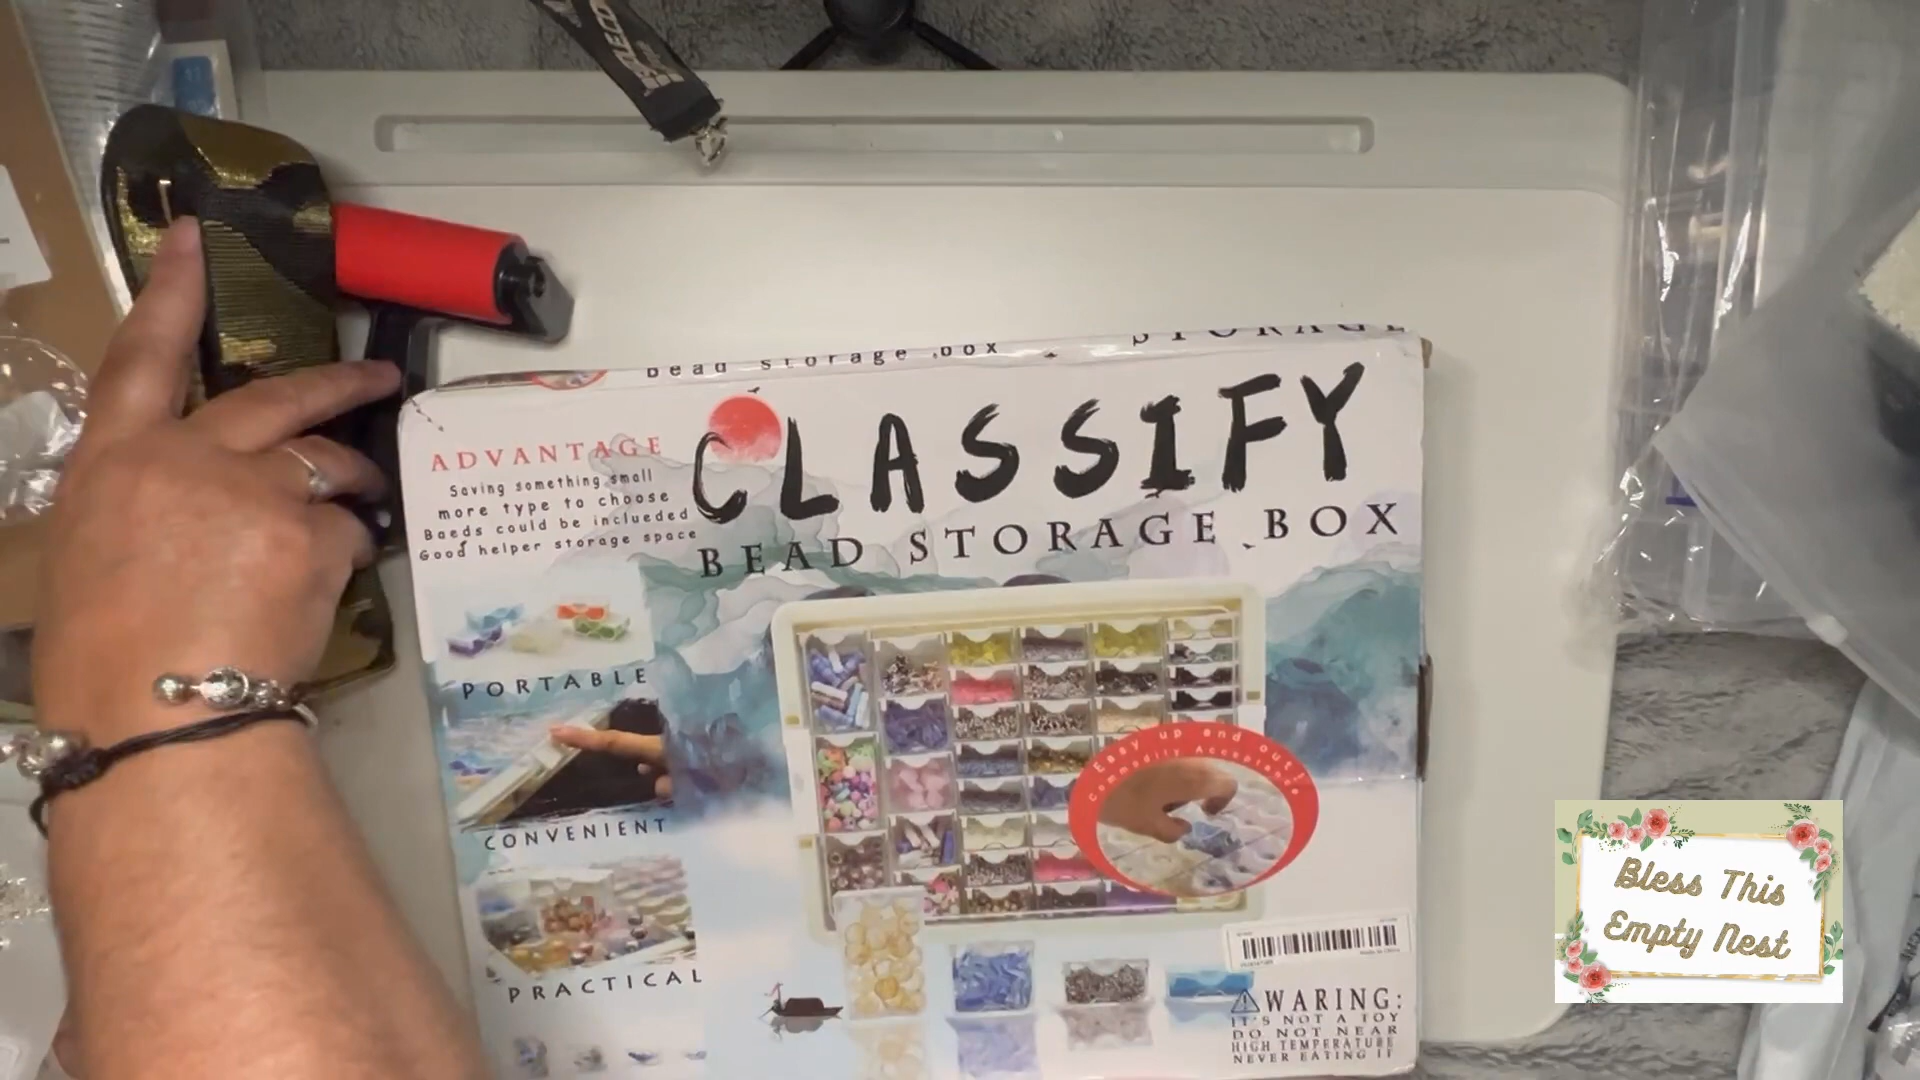 bead storage box
STORAGE
CLASSIFY
BEAD STORAGE BOX
ADVANTAGE
Saving something small
more type to choose
Baeds could be inclueded
Good helper storage space
PORTABLE
CONVENIENT
PRACTICAL
Easy up and out!
Commodity Acceptance
WARING:
IT'S NOT A TOY
DO NOT NEAR
HIGH TEMPERATURE
NEVER EATING IT
Bless This
Empty Nest